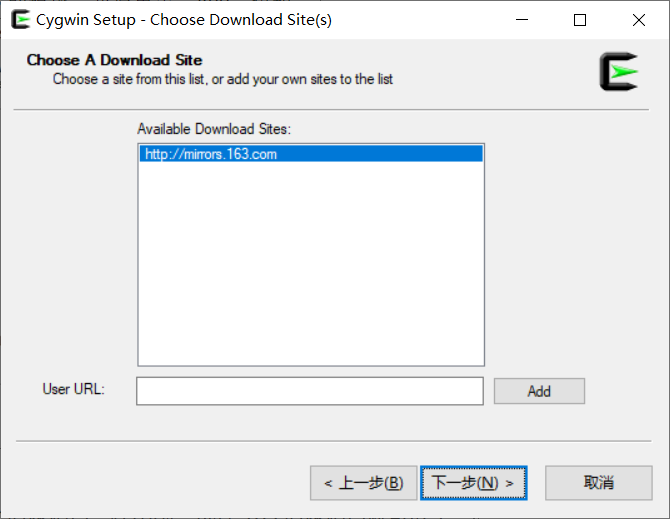 Cygwin Setup - Choose Download Site(s)
Choose A Download Site
Choose a site from this list, or add your own sites to the list
Available Download Sites:
http://mirrors.163.com
User URL:
Add
< 上一步(B)
下一步(N) >
取消